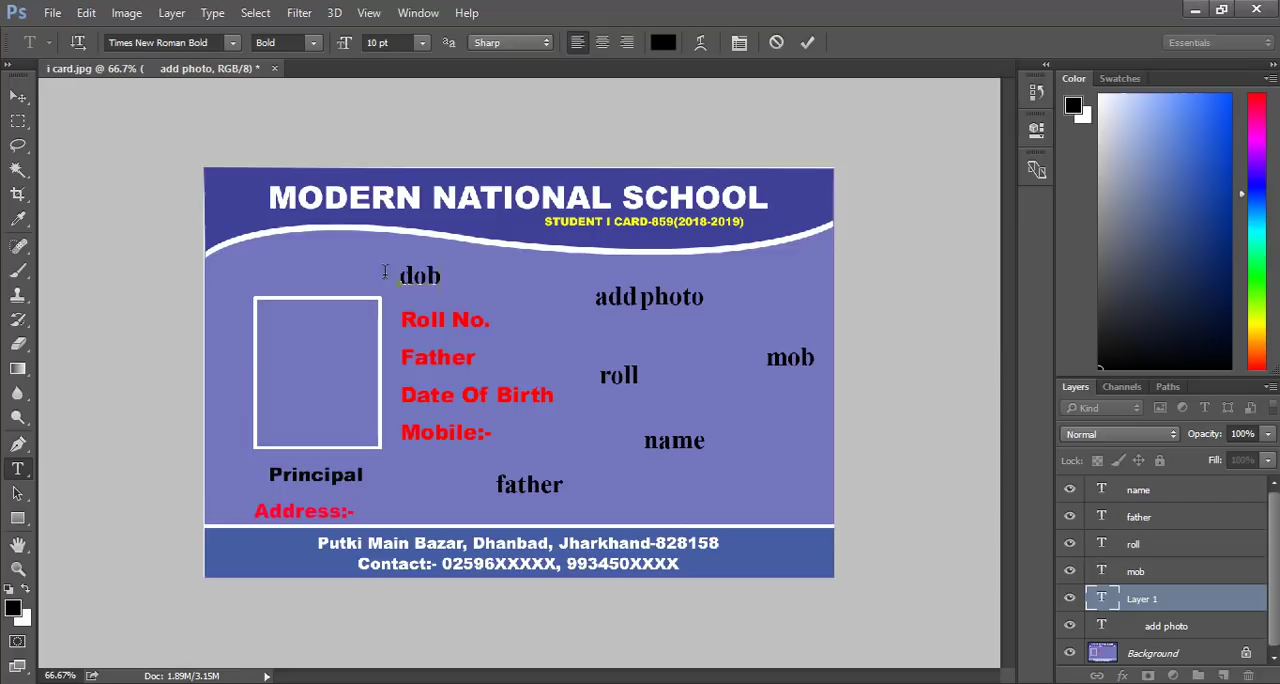 Ps File Edit Image Layer Type Select Filter 3D View Window Help
T Times New Roman Bold Bold 10 pt Sharp Essentials
i card.jpg @ 66.7% ( add photo, RGB/8) *
MODERN NATIONAL SCHOOL
STUDENT I CARD-859(2018-2019)
dob
add photo
Roll No.
Father
mob
roll
Date Of Birth
Mobile:-
name
Principal
father
Address:-
Putki Main Bazar, Dhanbad, Jharkhand-828158
Contact:- 02596XXXXX, 993450XXXX
Color Swatches
Layers Channels Paths
Kind
Normal Opacity: 100%
Lock: Fill: 100%
T name
T father
T roll
T mob
T Layer 1
T add photo
Background
66.67% Doc: 1.89M/3.15M